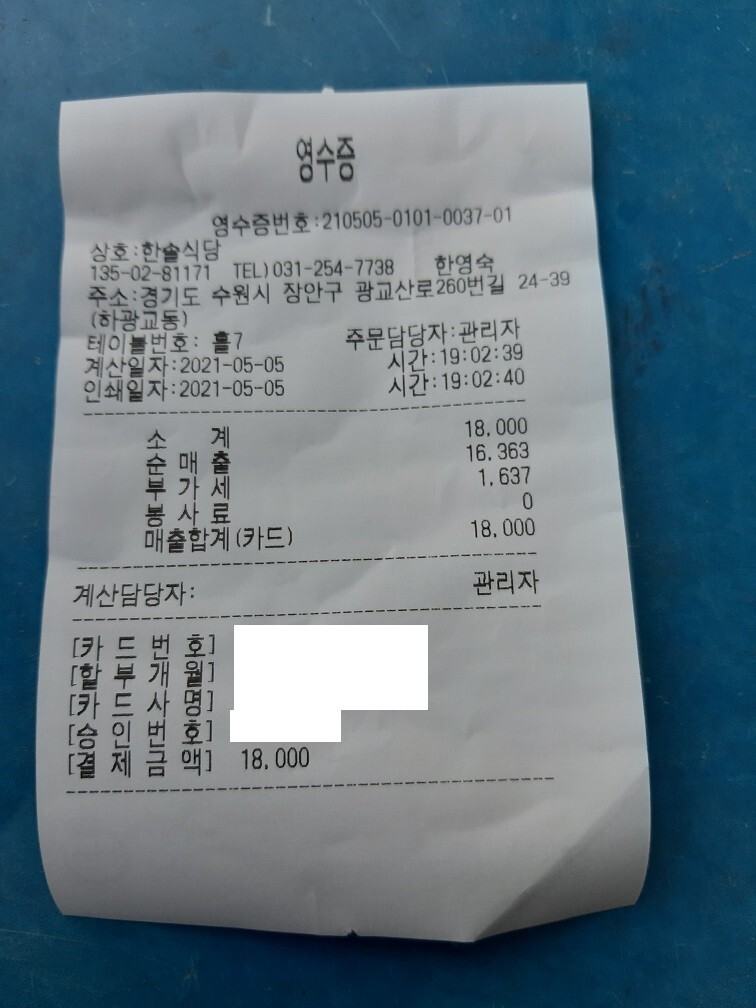 영수증
영수증번호:210505-0101-0037-01
상호:한솔식당
135-02-81171 TEL)031-254-7738 한영숙
주소:경기도 수원시 장안구 광교산로260번길 24-39
(하광교동)
테이블번호: 홀7 주문담당자:관리자
계산일자:2021-05-05 시간:19:02:39
인쇄일자:2021-05-05 시간:19:02:40
소 계 18,000
순 매 출 16,363
부 가 세 1,637
봉 사 료 0
매출합계(카드) 18,000
계산담당자: 관리자
[카 드 번 호]
[할 부 개 월]
[카 드 사 명]
[승 인 번 호]
[결 제 금 액] 18,000